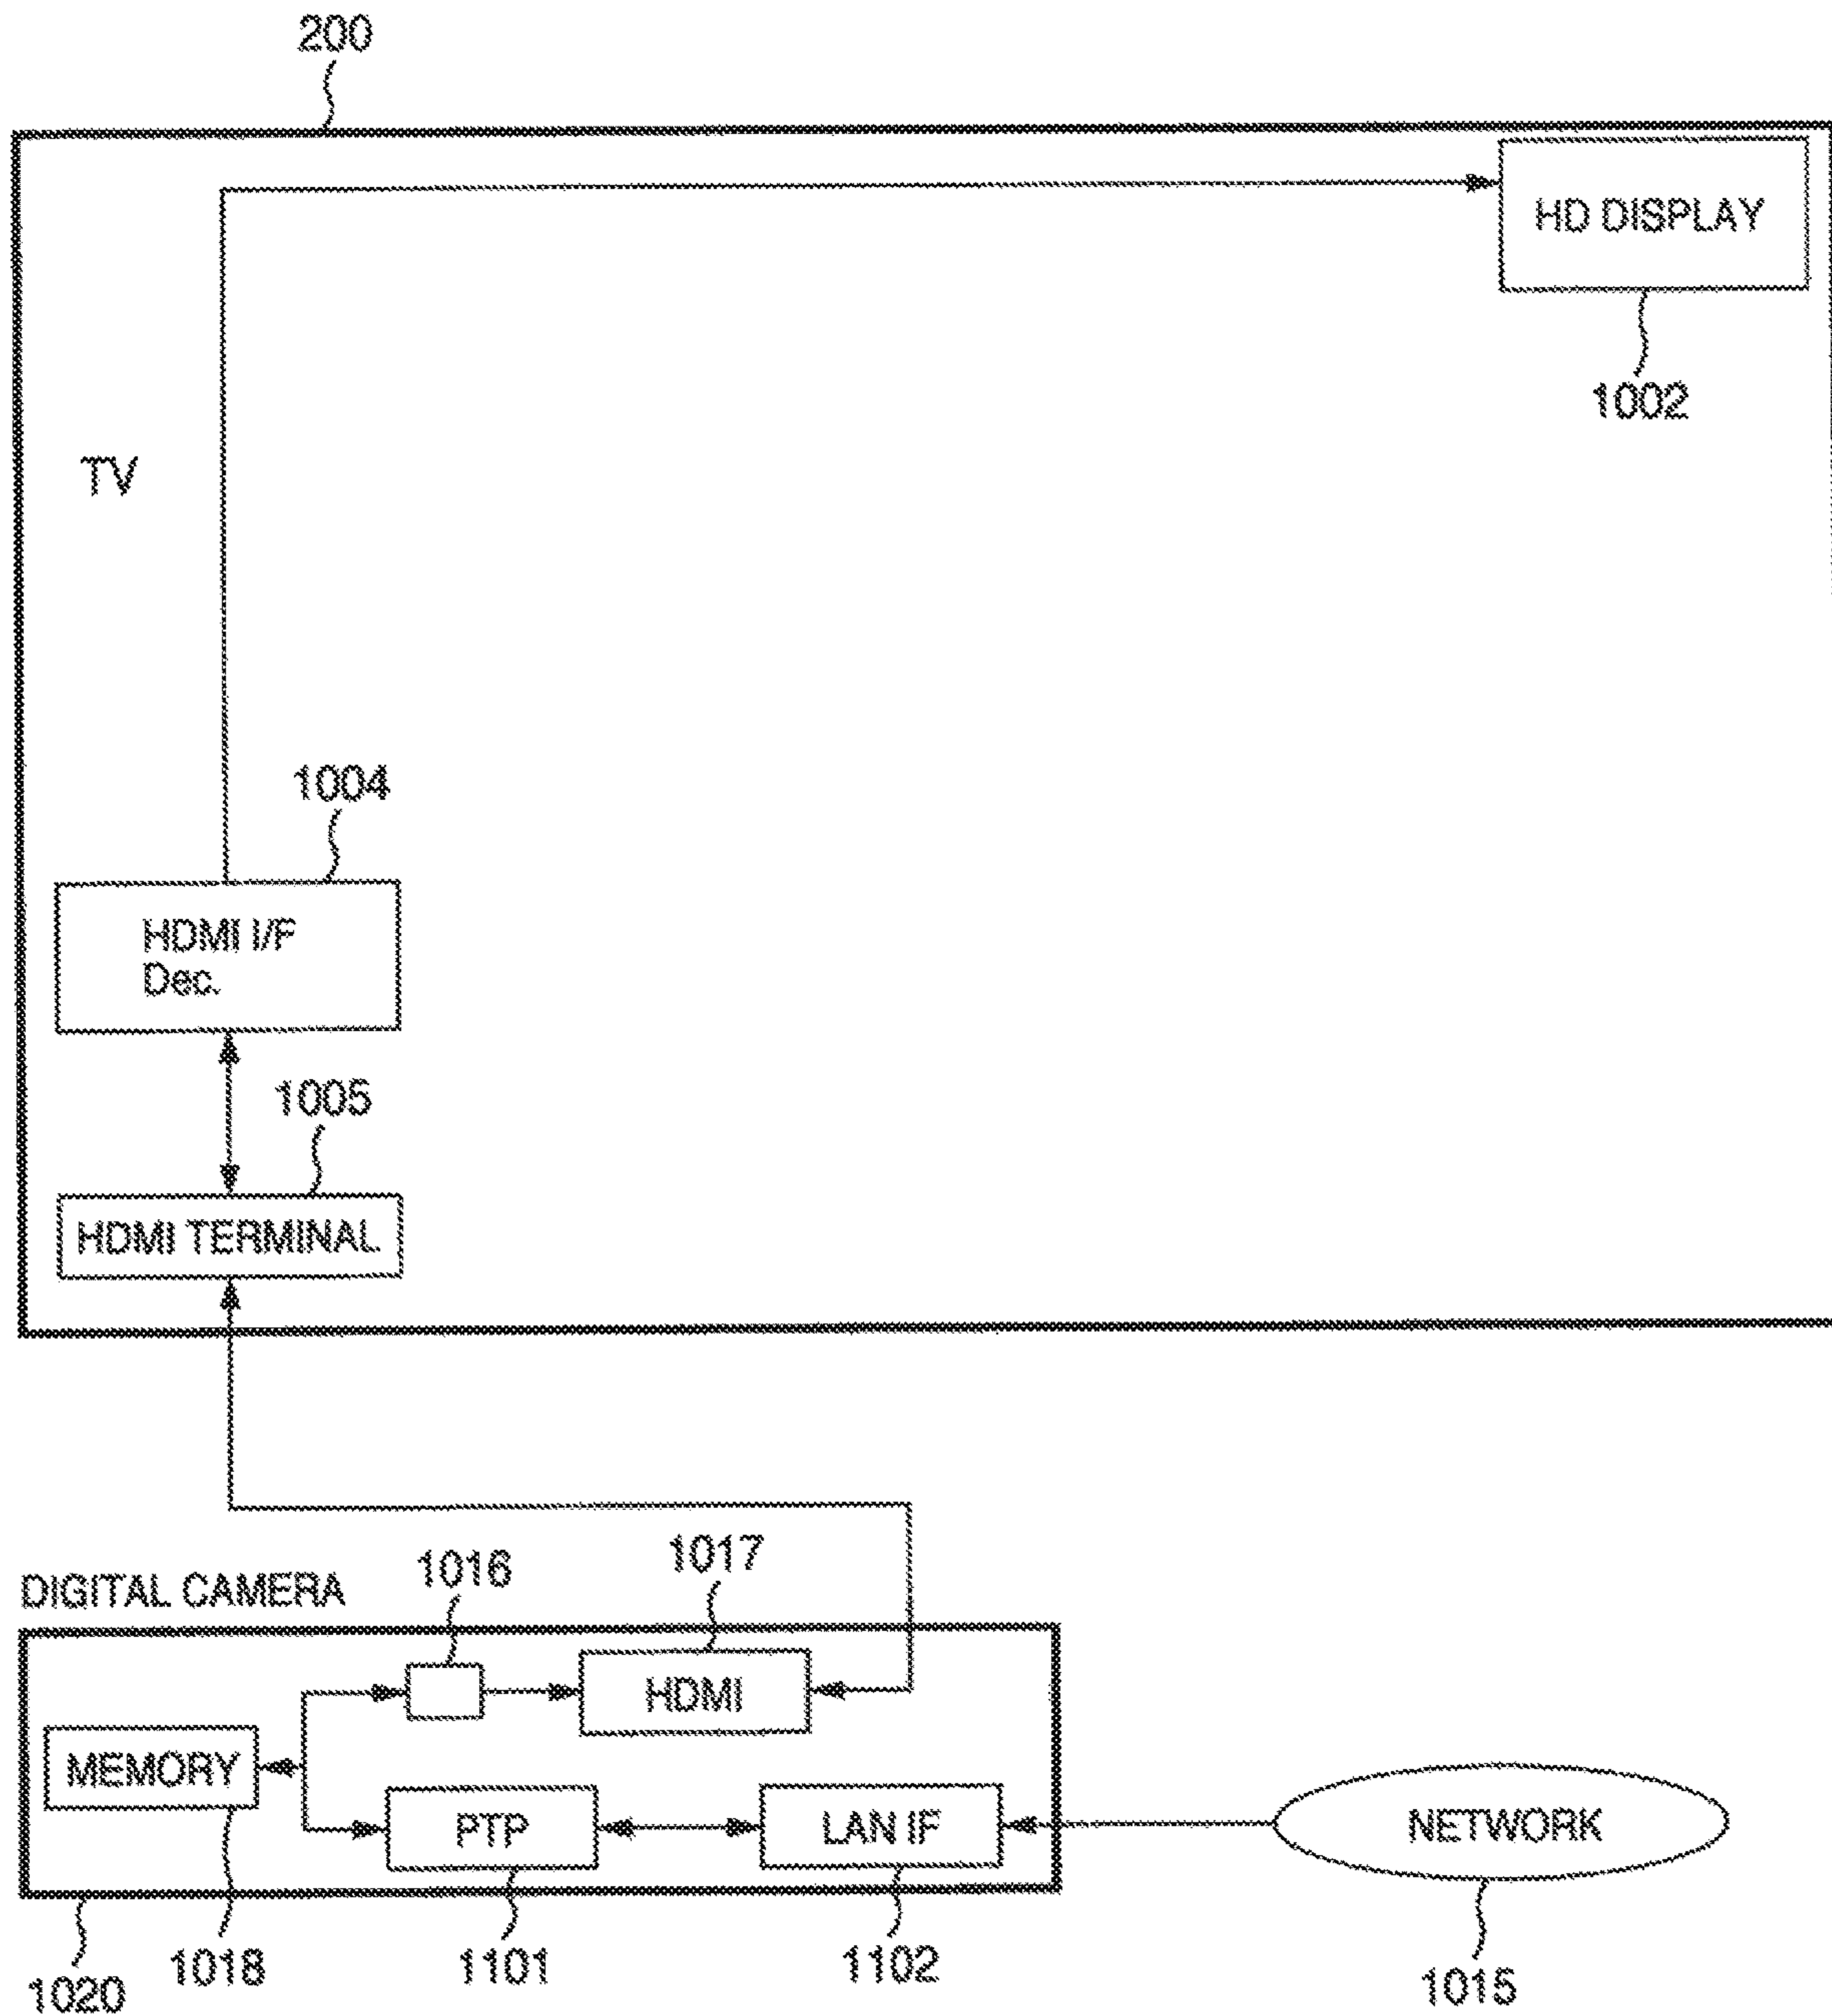 200
HD DISPLAY
1002
TV
1004
HDMI I/F
Dec.
1005
HDMI TERMINAL
1016
1017
DIGITAL CAMERA
HDMI
MEMORY
PTP
LAN IF
NETWORK
1020
1018
1101
1102
1015